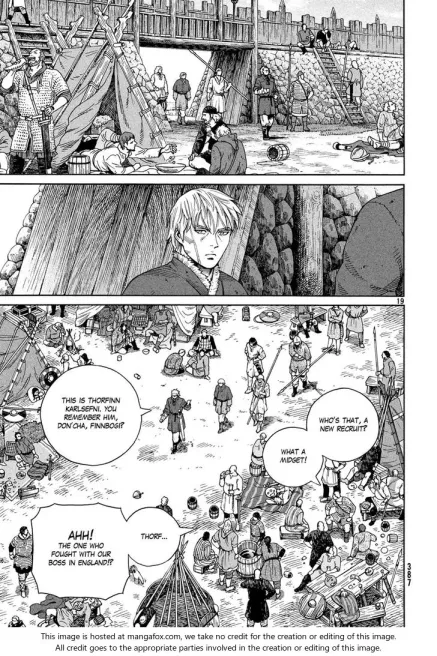 19
THIS IS THORFINN
KARLSEFNI. YOU
REMEMBER HIM,
DON'CHA, FINNBOGI?
WHO'S THAT, A
NEW RECRUIT?
WHAT A
MIDGET!
THORF...
AHH!
THE ONE WHO
FOUGHT WITH OUR
BOSS IN ENGLAND!?
387
This image is hosted at mangafox.com, we take no credit for the creation or editing of this image.
All credit goes to the appropriate parties involved in the creation or editing of this image.